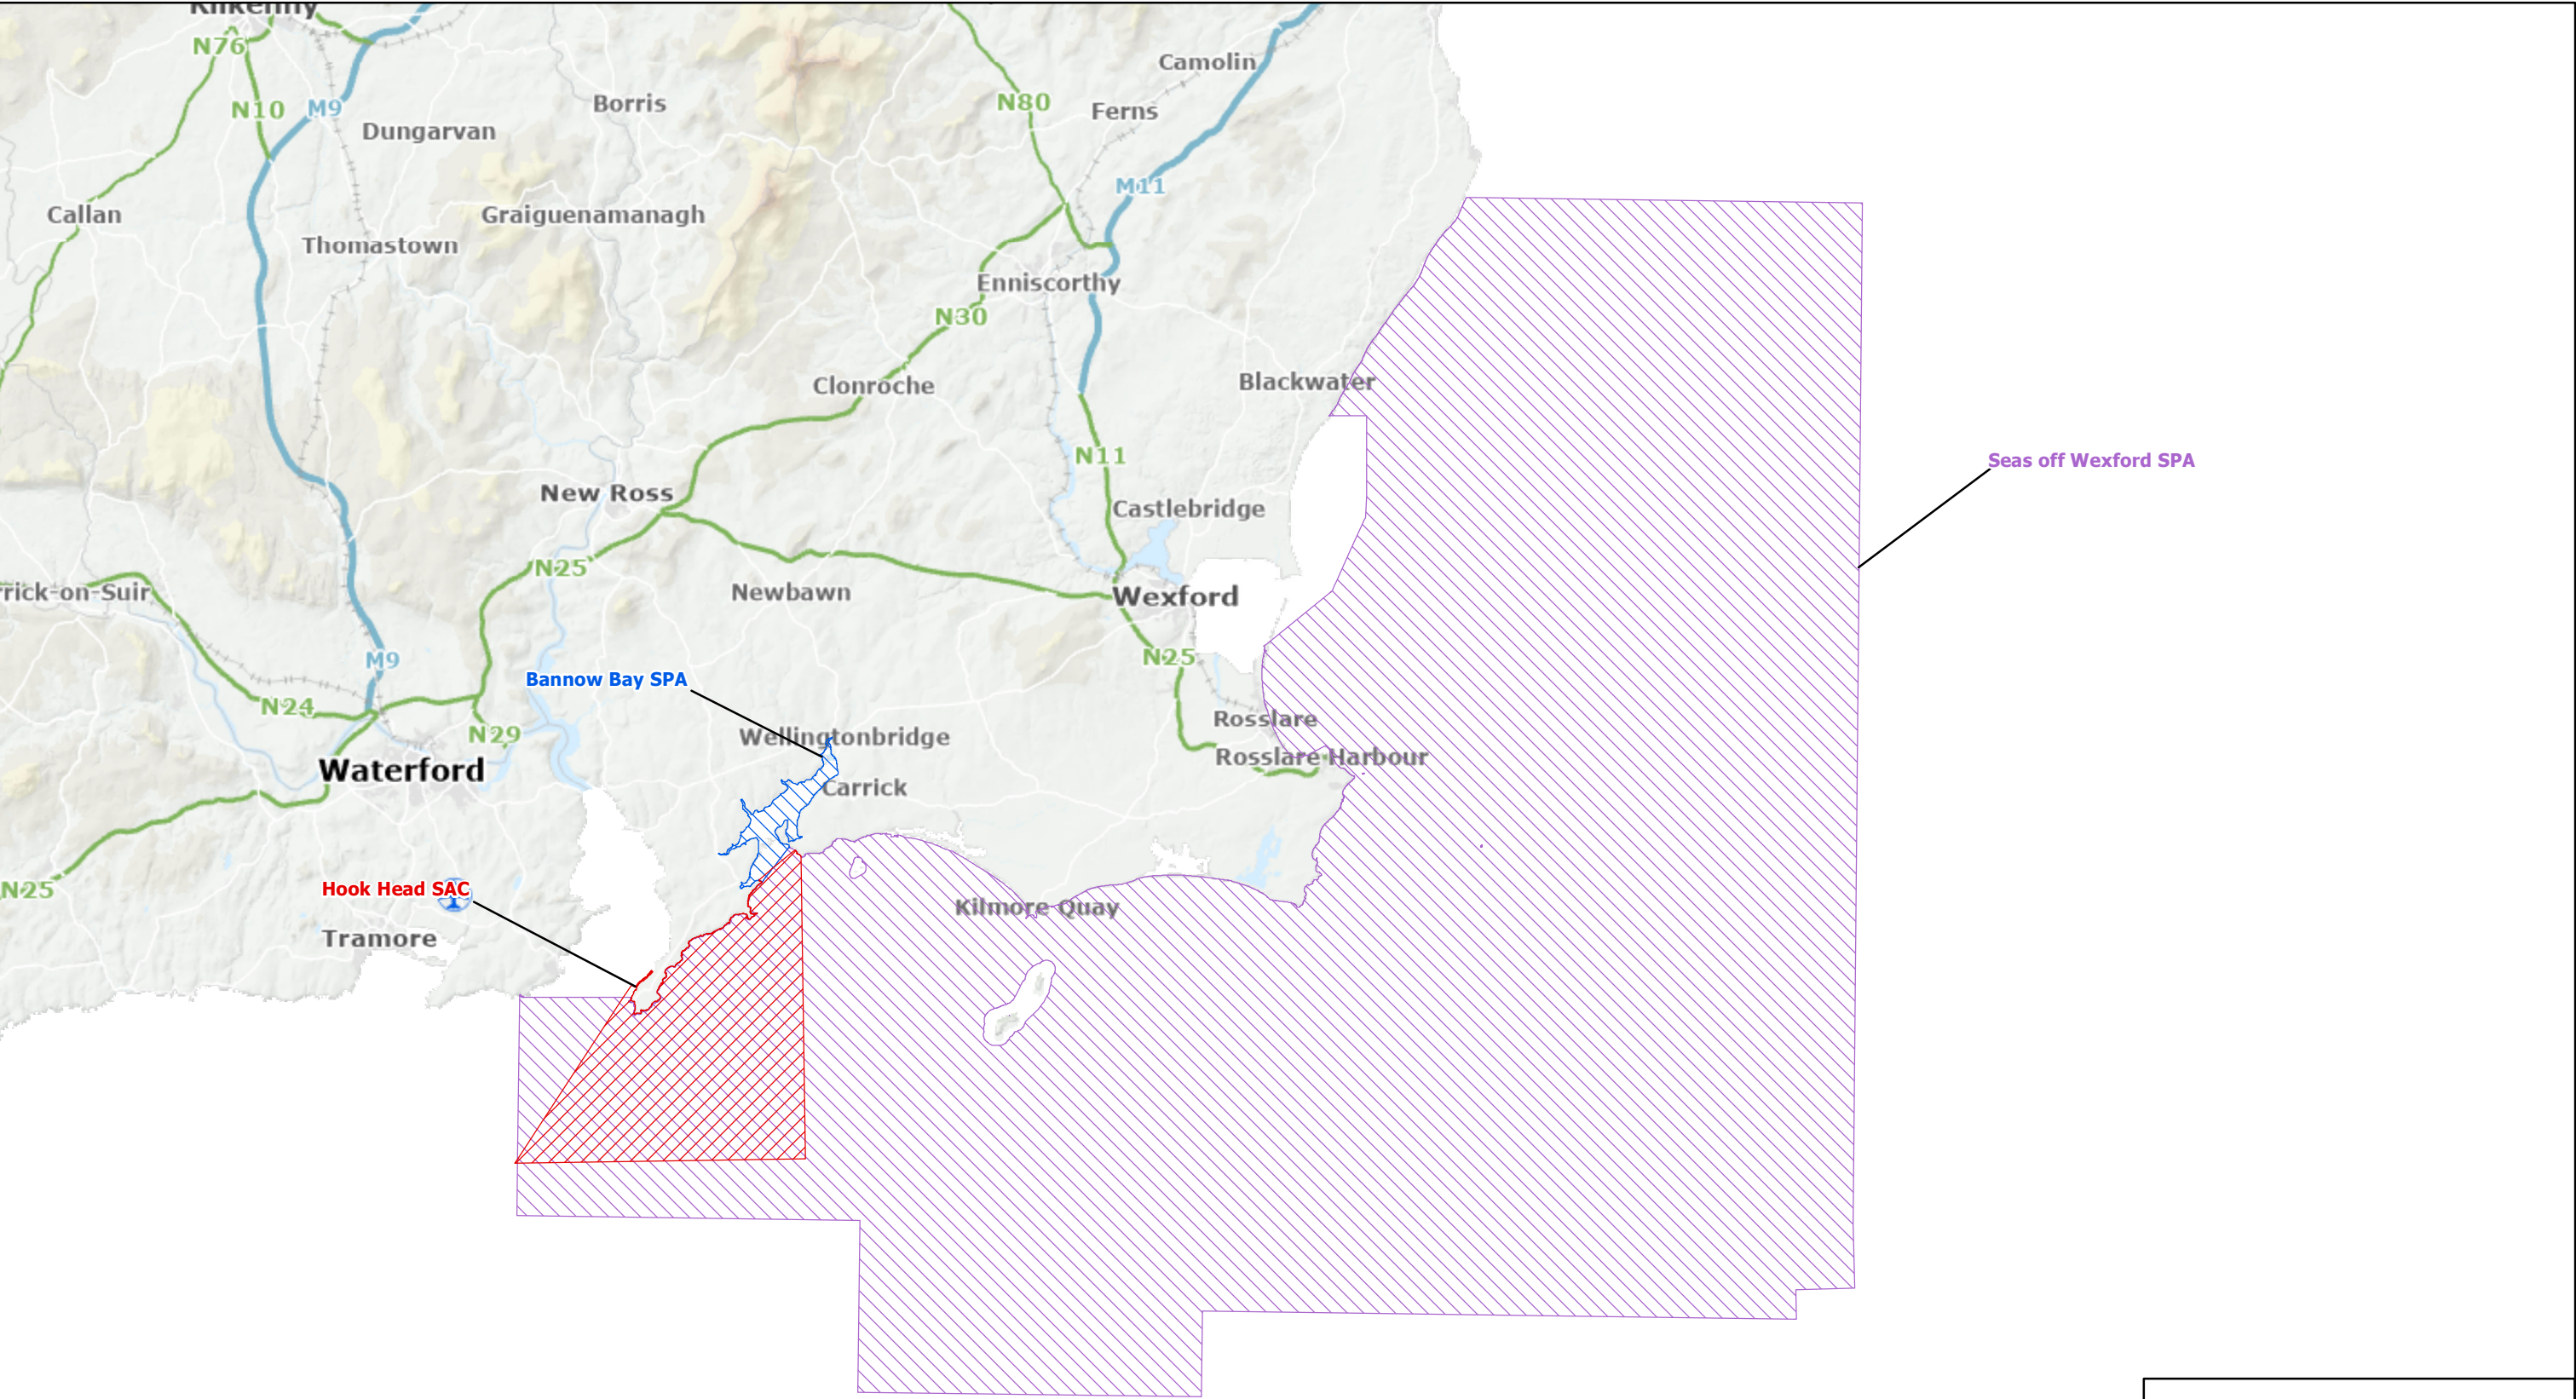 Kilkenny
N76
Camolin
N80
Borris
N10
M9
Ferns
Dungarvan
M11
Callan
Graiguenamanagh
Thomastown
Enniscorthy
N30
Blackwater
Clonroche
N11
Seas off Wexford SPA
New Ross
Castlebridge
N25
rrick-on-Suir
Newbawn
Wexford
M9
N25
Bannow Bay SPA
N24
Rosslare
N29
Wellingtonbridge
Rosslare Harbour
Waterford
Carrick
N25
Hook Head SAC
Kilmore Quay
Tramore